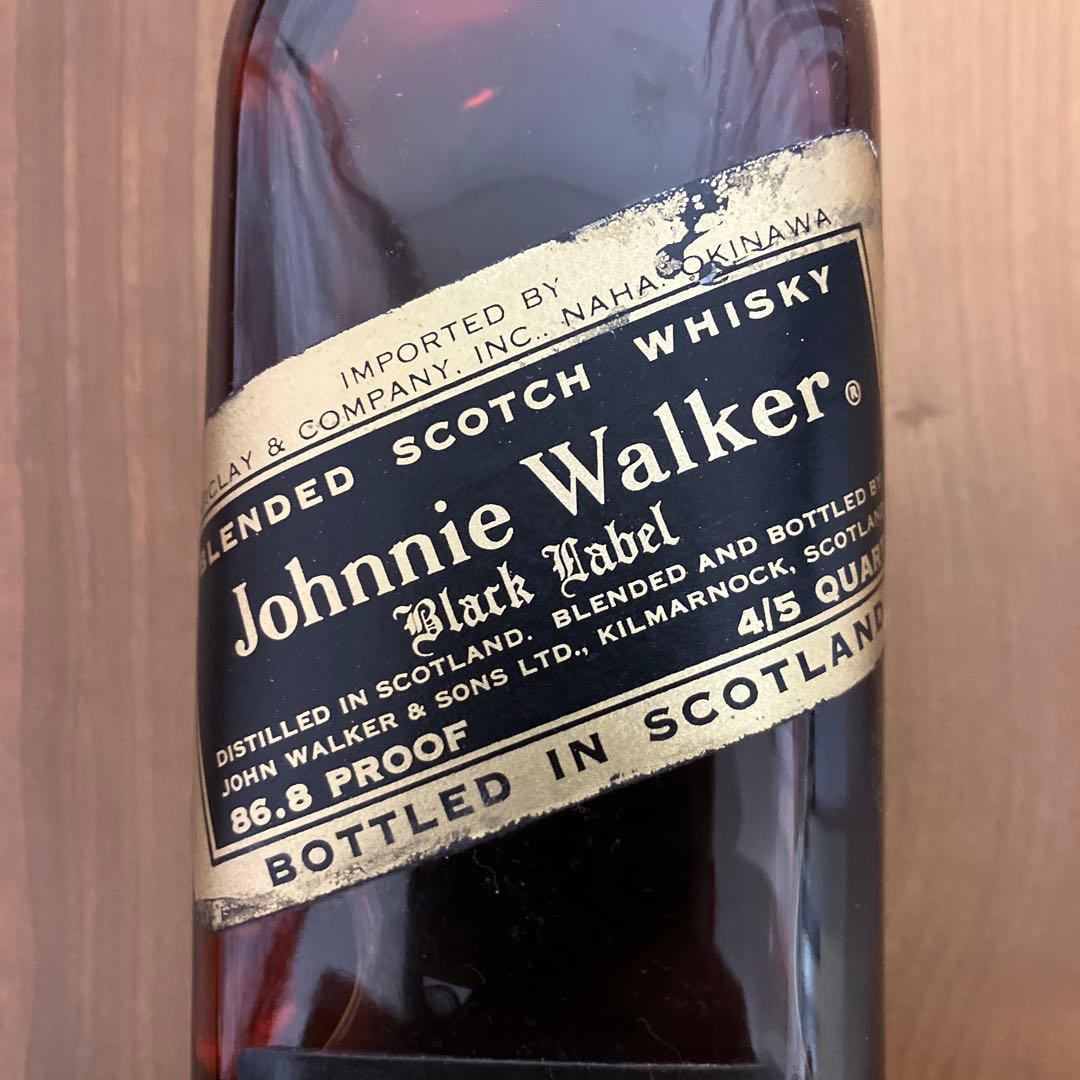 IMPORTED BY
& COMPANY, INC., NAHA, OKINAWA
BLENDED SCOTCH WHISKY
Johnnie Walker ®
Black Label
DISTILLED IN SCOTLAND. BLENDED AND BOTTLED BY
JOHN WALKER & SONS LTD., KILMARNOCK, SCOTLAND
86.8 PROOF 4/5 QUART
BOTTLED IN SCOTLAND